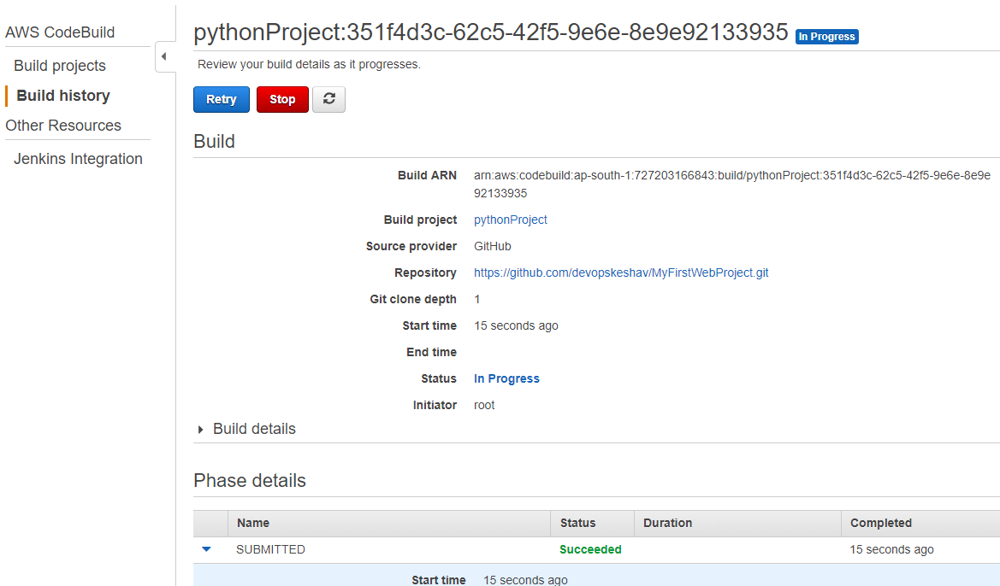 AWS CodeBuild
Build projects
Build history
Other Resources
Jenkins Integration
pythonProject:351f4d3c-62c5-42f5-9e6e-8e9e92133935 In Progress
Review your build details as it progresses.
Retry Stop
Build
Build ARN arn:aws:codebuild:ap-south-1:727203166843:build/pythonProject:351f4d3c-62c5-42f5-9e6e-8e9e
92133935
Build project pythonProject
Source provider GitHub
Repository https://github.com/devopskeshav/MyFirstWebProject.git
Git clone depth 1
Start time 15 seconds ago
End time
Status In Progress
Initiator root
Build details
Phase details
Name Status Duration Completed
SUBMITTED Succeeded 15 seconds ago
Start time 15 seconds ago